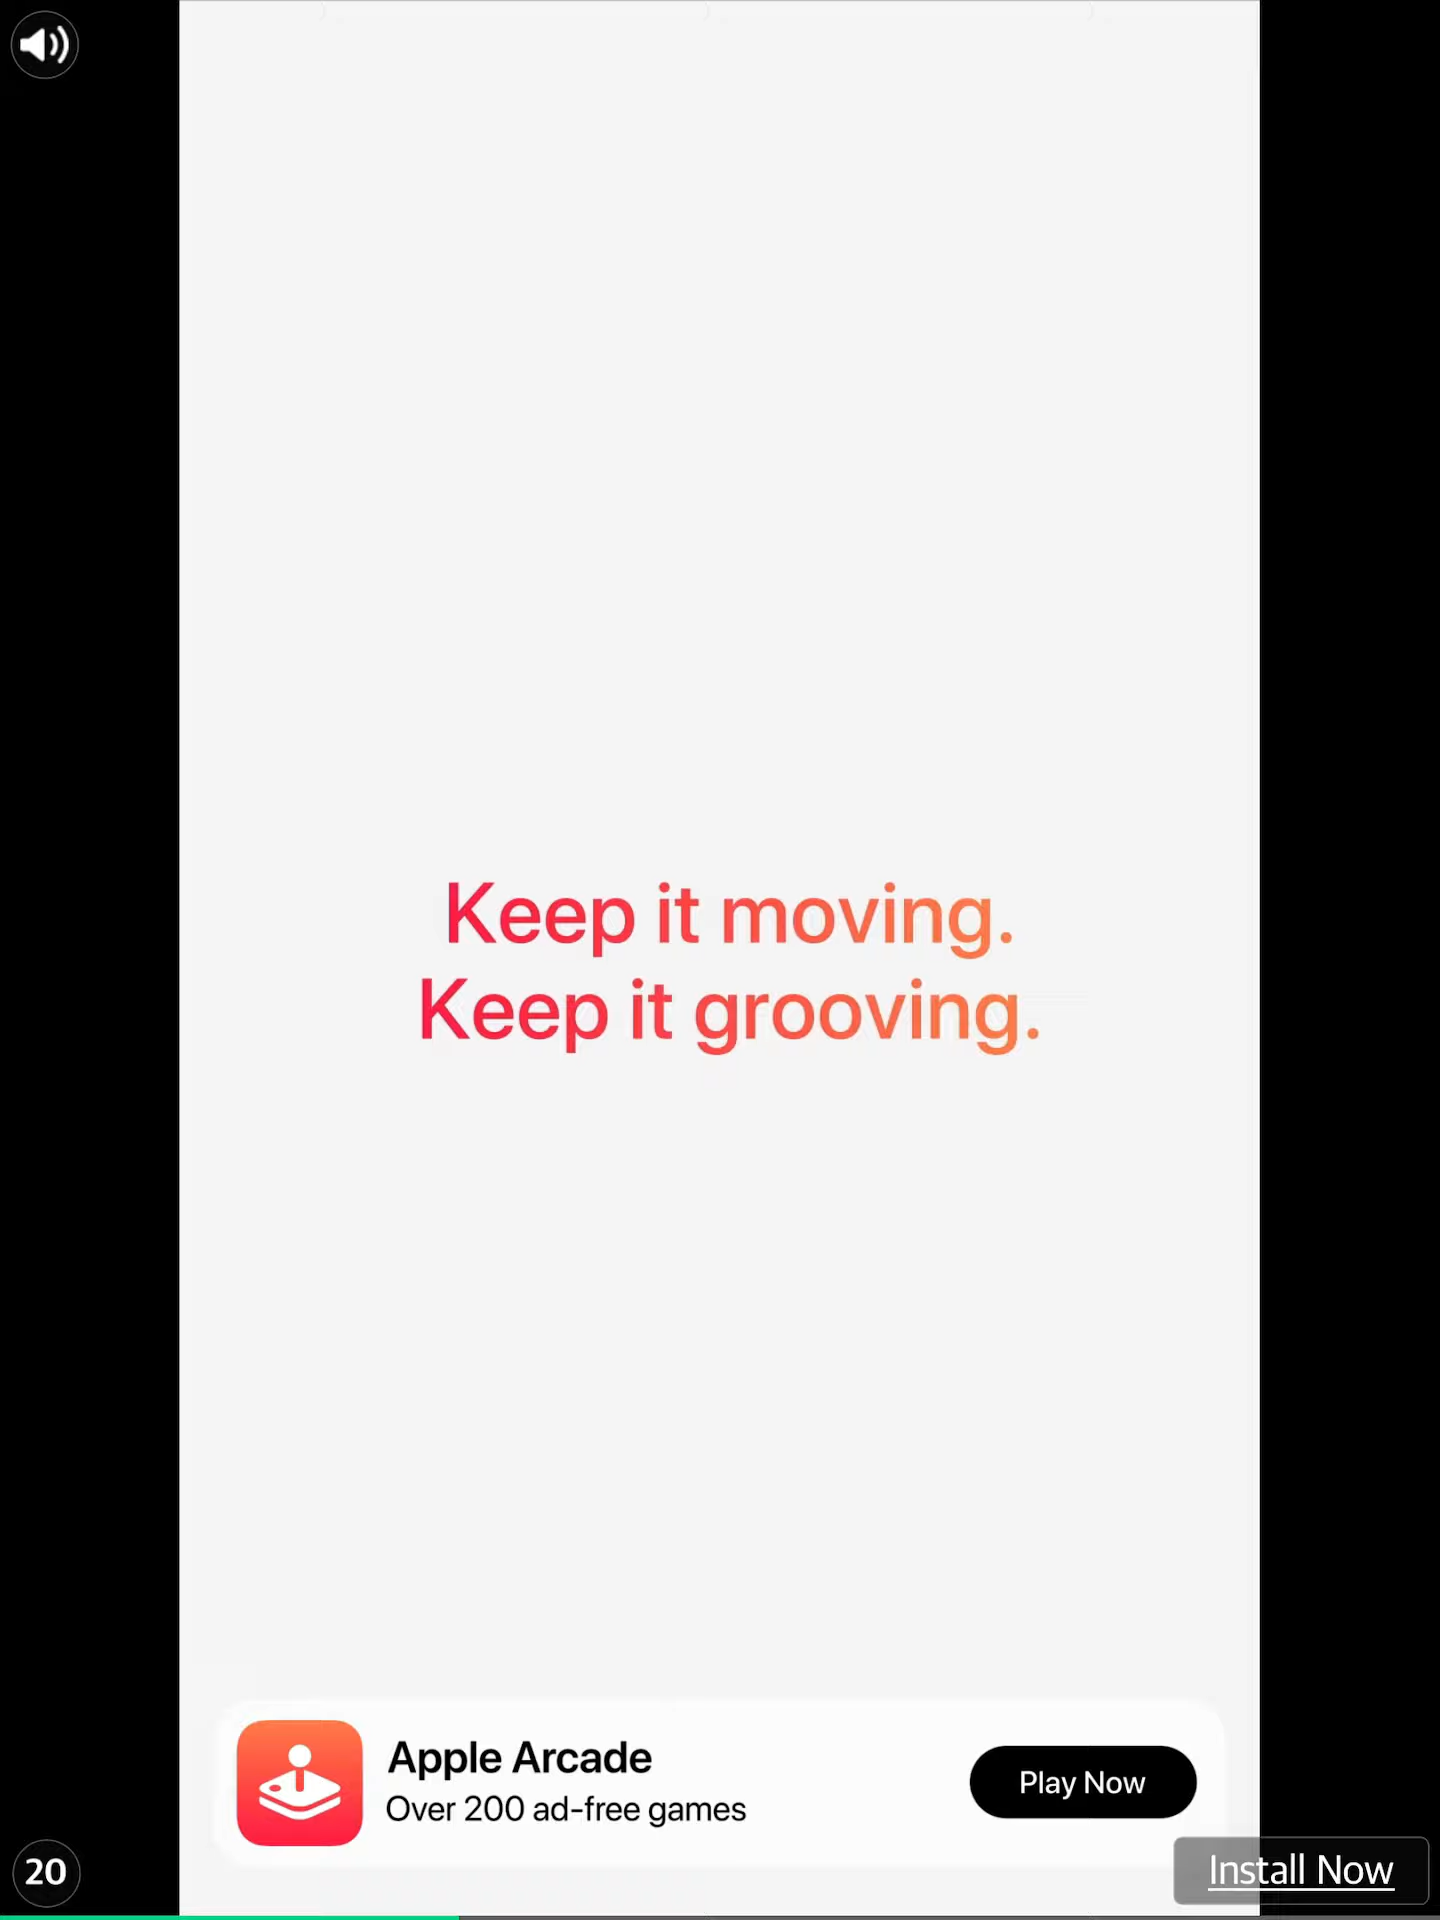 Keep it moving.
Keep it grooving.
Apple Arcade
Over 200 ad-free games
Play Now
20
Install Now